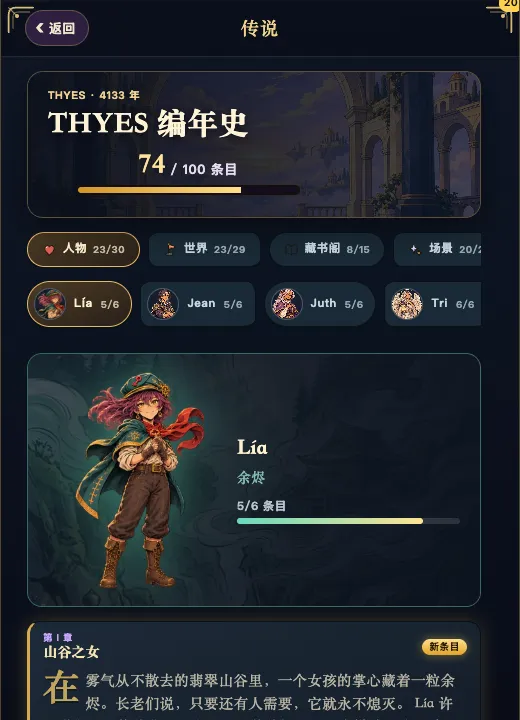 20
返回
传说
THYES · 4133 年
THYES 编年史
74 / 100 条目
人物 23/30
世界 23/29
藏书阁 8/15
场景 20/2
Lía 5/6
Jean 5/6
Juth 5/6
Tri 6/6
Lía
余烬
5/6 条目
第 I 章
山谷之女
新条目
在雾气从不散去的翡翠山谷里，一个女孩的掌心藏着一粒余
烬。长老们说，只要还有人需要，它就永不熄灭。 Lía 许